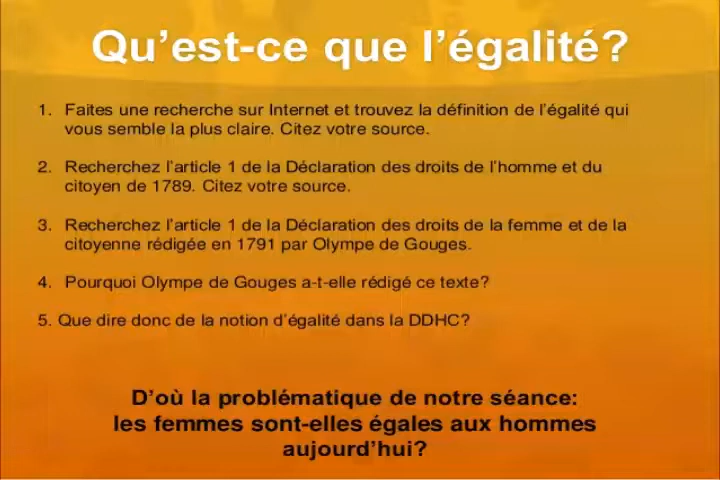 Qu’est-ce que l’égalité?
1. Faites une recherche sur Internet et trouvez la définition de l’égalité qui
vous semble la plus claire. Citez votre source.
2. Recherchez l’article 1 de la Déclaration des droits de l’homme et du
citoyen de 1789. Citez votre source.
3. Recherchez l’article 1 de la Déclaration des droits de la femme et de la
citoyenne rédigée en 1791 par Olympe de Gouges.
4. Pourquoi Olympe de Gouges a-t-elle rédigé ce texte?
5. Que dire donc de la notion d’égalité dans la DDHC?
D’où la problématique de notre séance:
les femmes sont-elles égales aux hommes
aujourd’hui?